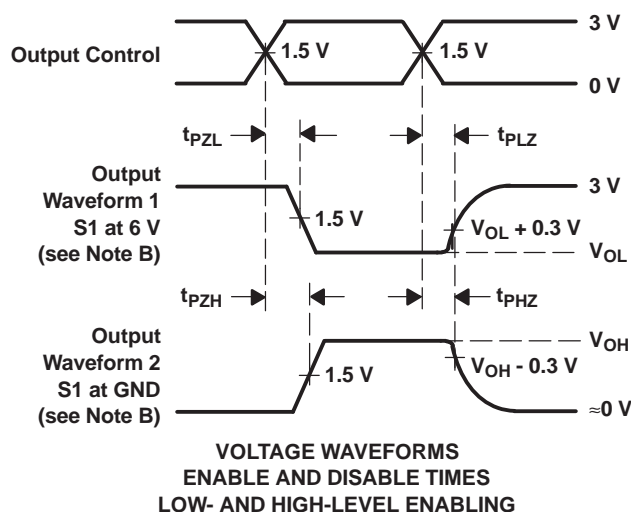 3 V
Output Control
1.5 V
1.5 V
0 V
tPZL
tPLZ
Output
Waveform 1
S1 at 6 V
(see Note B)
3 V
1.5 V
VOL + 0.3 V
VOL
tPZH
tPHZ
Output
Waveform 2
S1 at GND
(see Note B)
VOH
1.5 V
VOH - 0.3 V
≈0 V
VOLTAGE WAVEFORMS
ENABLE AND DISABLE TIMES
LOW- AND HIGH-LEVEL ENABLING